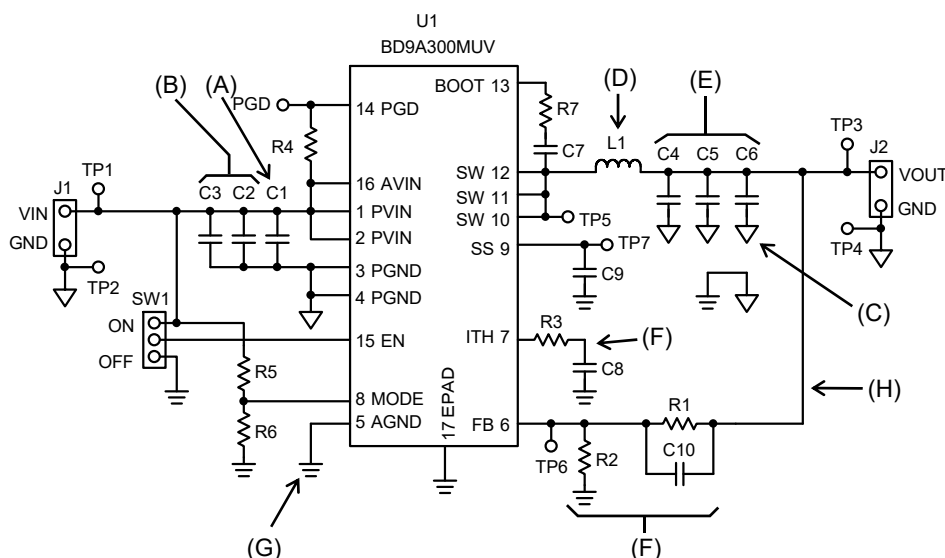 U1
BD9A300MUV
BOOT 13
(D)
(E)
(B)
(A)
PGD
14 PGD
R7
TP3
J2
R4
L1
C4
C5
C6
C7
TP1
16 AVIN
SW 12
VOUT
J1
C3
C2
C1
SW 11
VIN
1 PVIN
SW 10
TP5
GND
GND
2 PVIN
TP4
SS 9
TP7
TP2
3 PGND
C9
SW1
4 PGND
(C)
ON
R3
15 EN
ITH 7
(F)
OFF
R5
C8
(H)
8 MODE
R1
5 AGND
17 EPAD
FB 6
R6
C10
TP6
R2
(G)
(F)